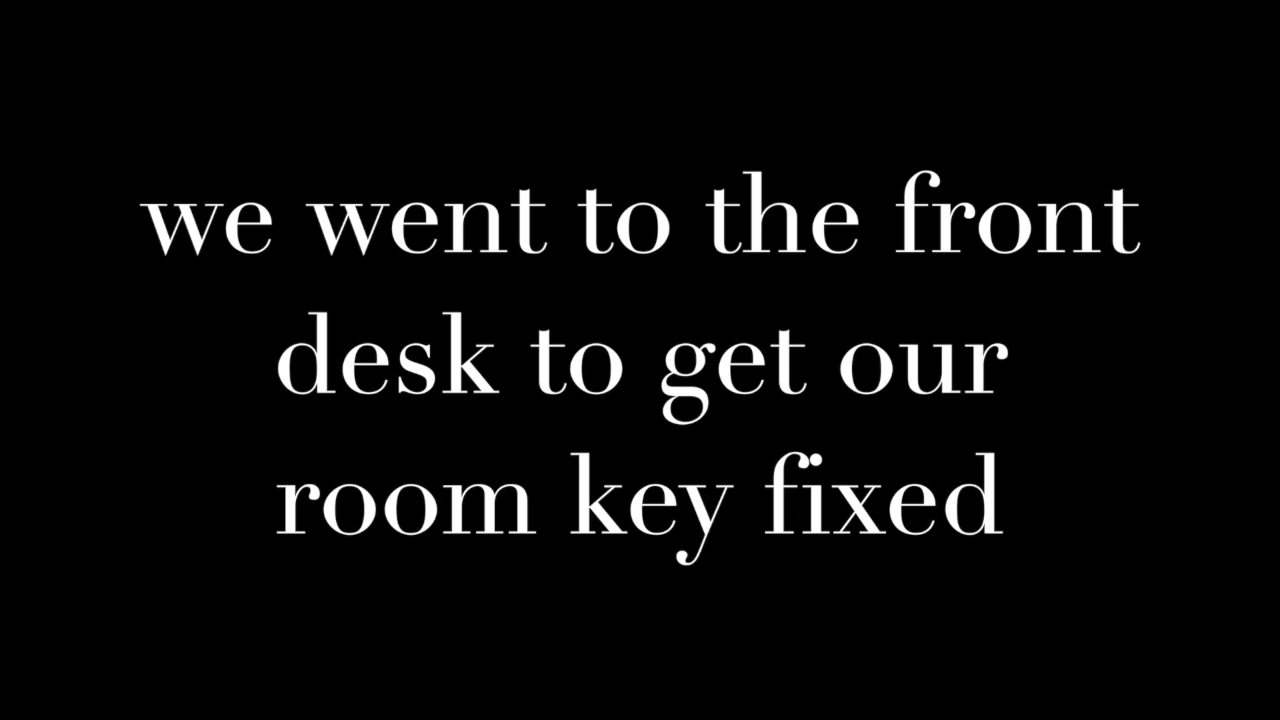 we went to the front
desk to get our
room key fixed